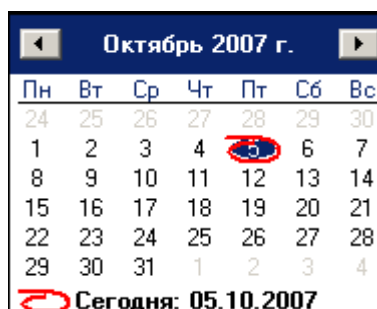 Октябрь 2007 г.
Пн Вт Ср Чт Пт Сб Вс
24 25 26 27 28 29 30
1 2 3 4 5 6 7
8 9 10 11 12 13 14
15 16 17 18 19 20 21
22 23 24 25 26 27 28
29 30 31 1 2 3 4
Сегодня: 05.10.2007